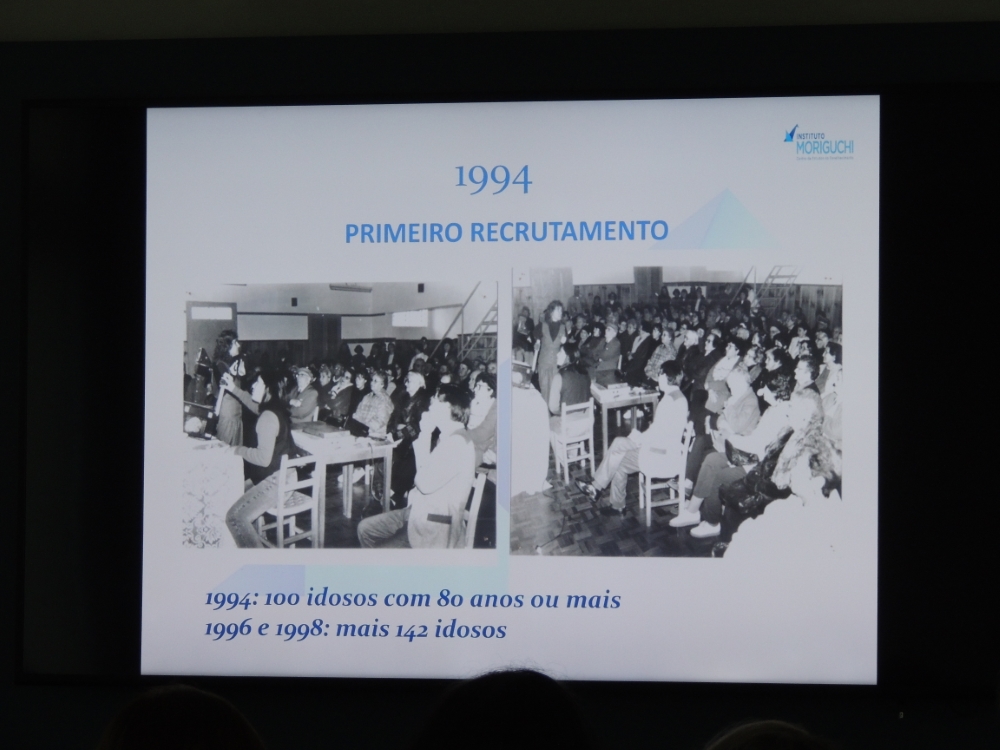 INSTITUTO
MORIGUCHI
1994
PRIMEIRO RECRUTAMENTO
1994: 100 idosos com 80 anos ou mais
1996 e 1998: mais 142 idosos